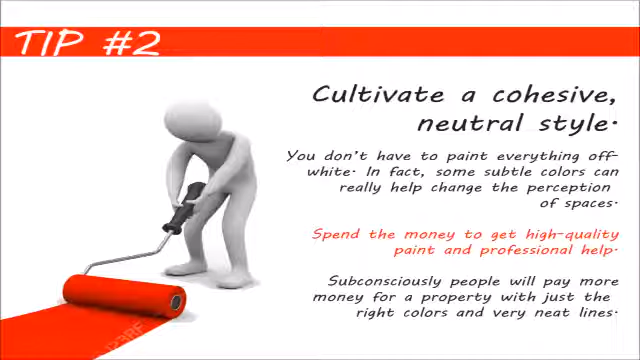 TIP #2
Cultivate a cohesive,
neutral style.
You don't have to paint everything off-
white. In fact, some subtle colors can
really help change the perception
of spaces.
Spend the money to get high-quality
paint and professional help.
Subconsciously people will pay more
money for a property with just the
right colors and very neat lines.
123RF